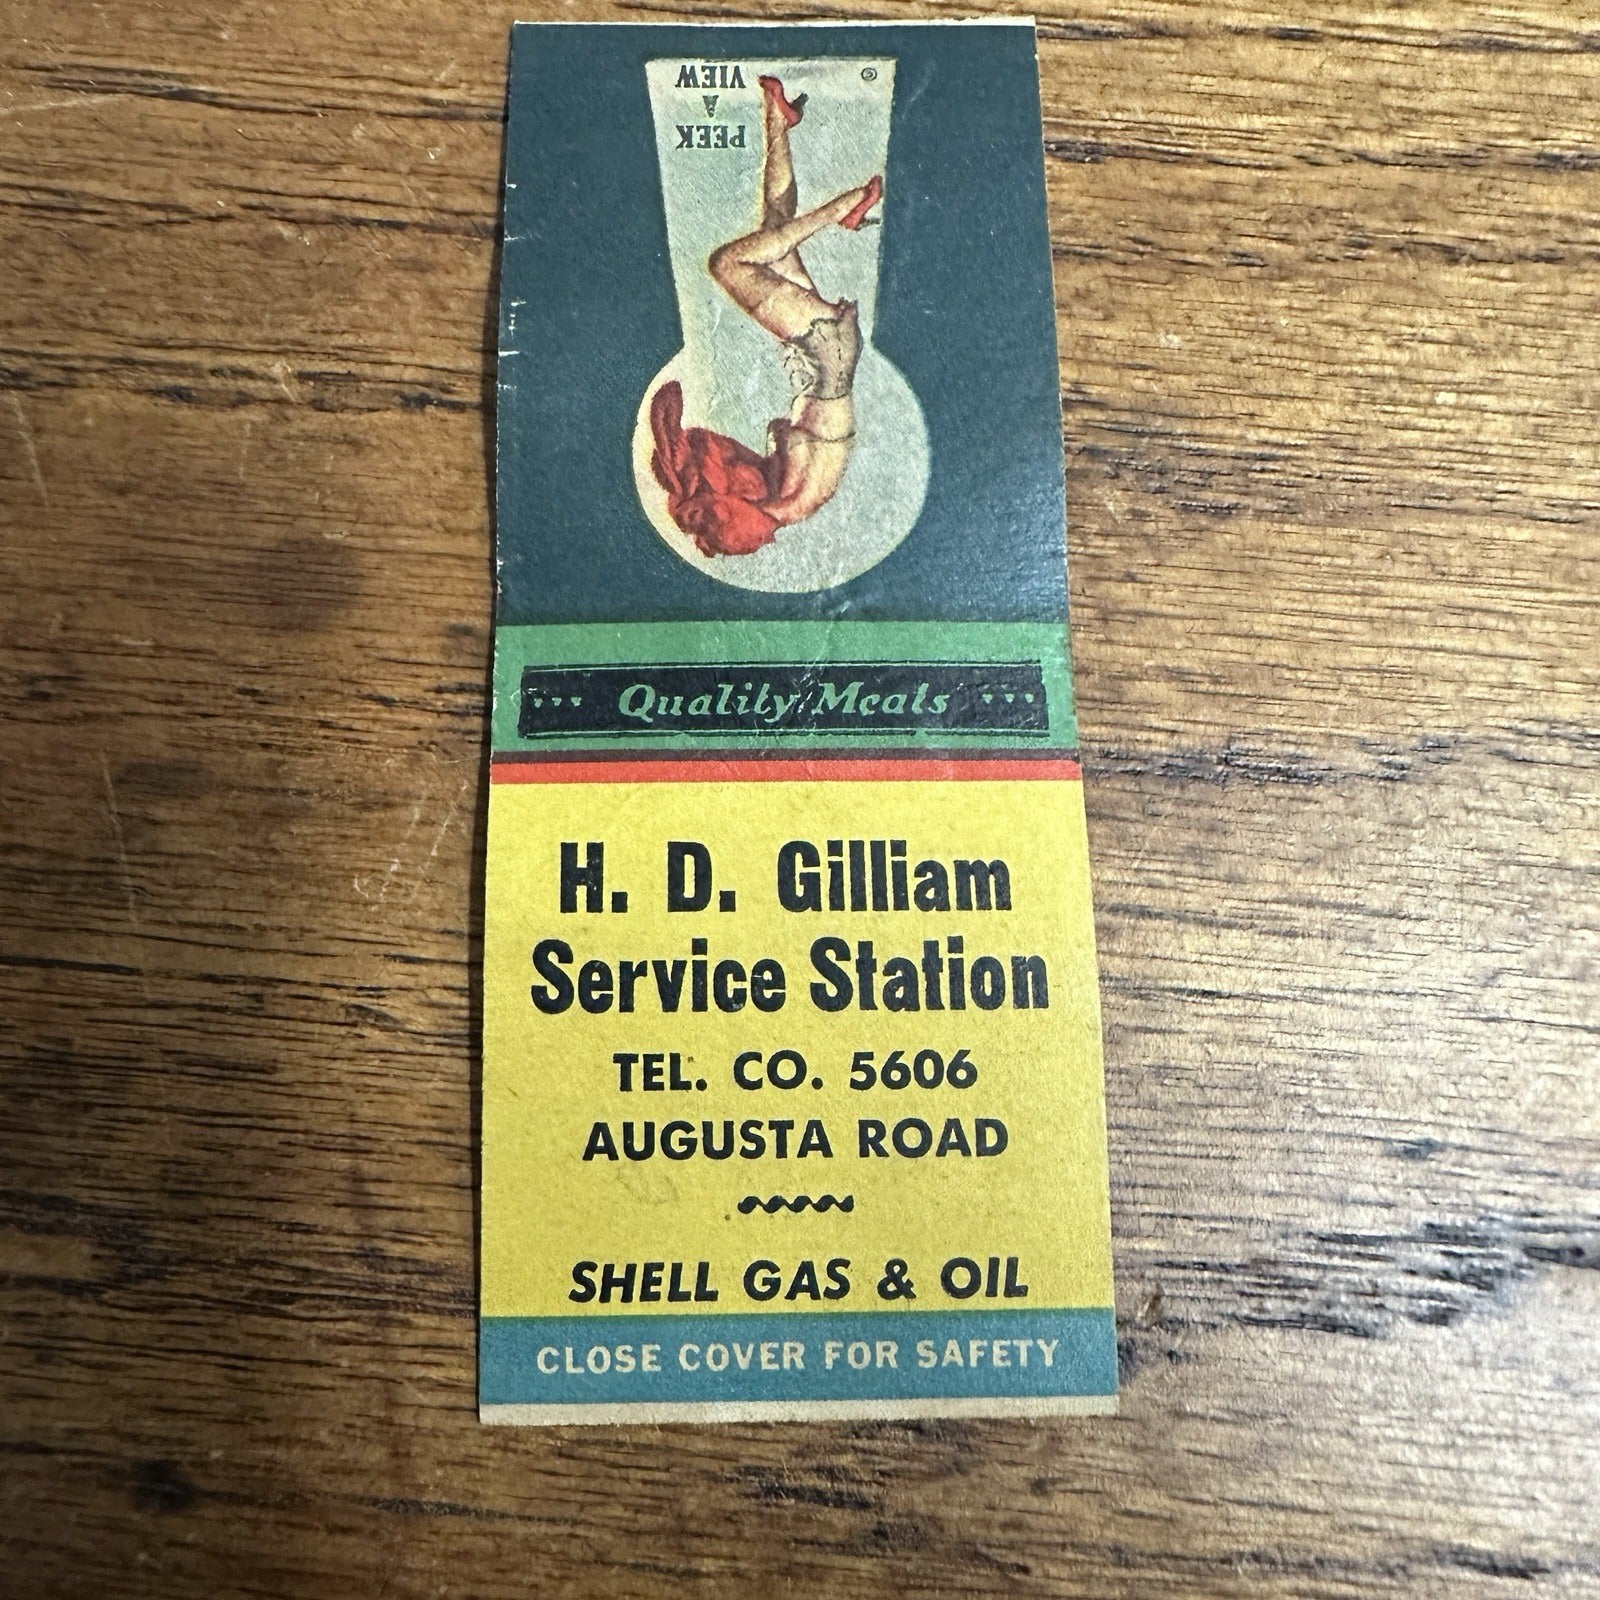 PEEK
A
VIEW
©
Quality Meals
H. D. Gilliam
Service Station
TEL. CO. 5606
AUGUSTA ROAD
SHELL GAS & OIL
CLOSE COVER FOR SAFETY